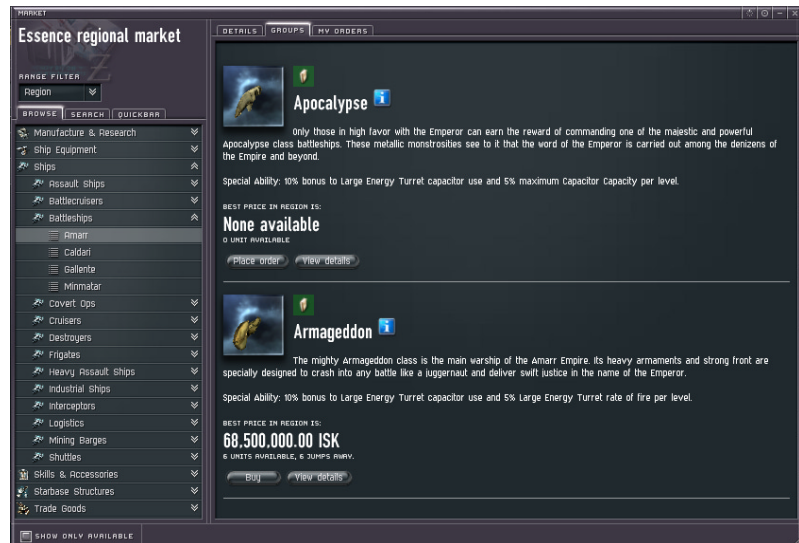 MARKET
Essence regional market
RANGE FILTER
Region
BROWSE SEARCH QUICKBAR
Manufacture & Research
Ship Equipment
Ships
Assault Ships
Battlecruisers
Battleships
Amarr
Caldari
Gallente
Minmatar
Covert Ops
Cruisers
Destroyers
Frigates
Heavy Assault Ships
Industrial Ships
Interceptors
Logistics
Mining Barges
Shuttles
Skills & Accessories
Starbase Structures
Trade Goods
SHOW ONLY AVAILABLE
DETAILS GROUPS MY ORDERS
Apocalypse
Only those in high favor with the Emperor can earn the reward of commanding one of the majestic and powerful
Apocalypse class battleships. These metallic monstrosities see to it that the word of the Emperor is carried out among the denizens of
the Empire and beyond.
Special Ability: 10% bonus to Large Energy Turret capacitor use and 5% maximum Capacitor Capacity per level.
BEST PRICE IN REGION IS:
None available
0 UNIT AVAILABLE
Place order View details
Armageddon
The mighty Armageddon class is the main warship of the Amarr Empire. Its heavy armaments and strong front are
specially designed to crash into any battle like a juggernaut and deliver swift justice in the name of the Emperor.
Special Ability: 10% bonus to Large Energy Turret capacitor use and 5% Large Energy Turret rate of fire per level.
BEST PRICE IN REGION IS:
68,500,000.00 ISK
6 UNITS AVAILABLE, 6 JUMPS AWAY.
Buy View details